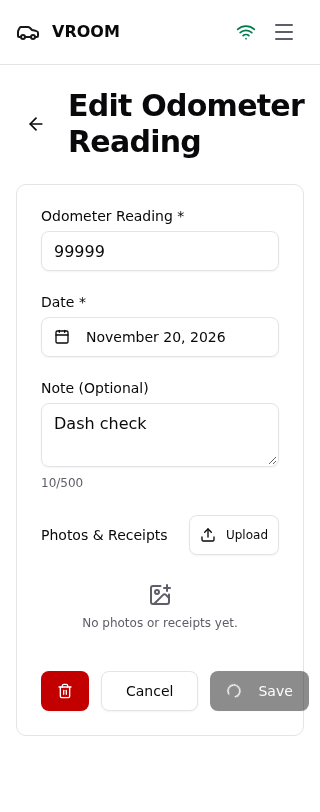 VROOM
Edit Odometer
Reading
Odometer Reading *
99999
Date *
November 20, 2026
Note (Optional)
Dash check
10/500
Photos & Receipts
Upload
No photos or receipts yet.
Cancel
Save